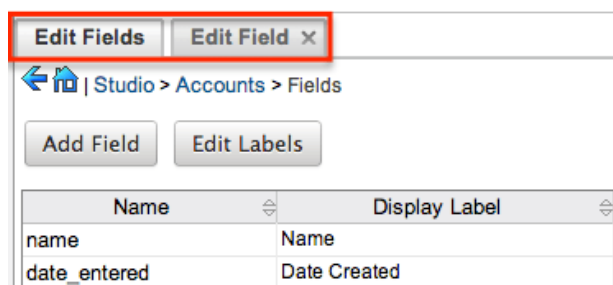 Edit Fields Edit Field ×
| Studio > Accounts > Fields
Add Field Edit Labels
Name Display Label
name Name
date_entered Date Created